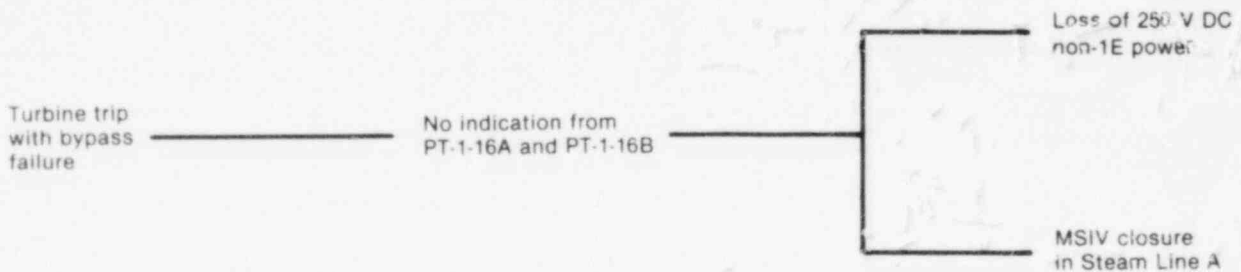 Turbine trip
with bypass
failure
No indication from
PT-1-16A and PT-1-16B
Loss of 250 V DC
non-1E power
MSIV closure
in Steam Line A